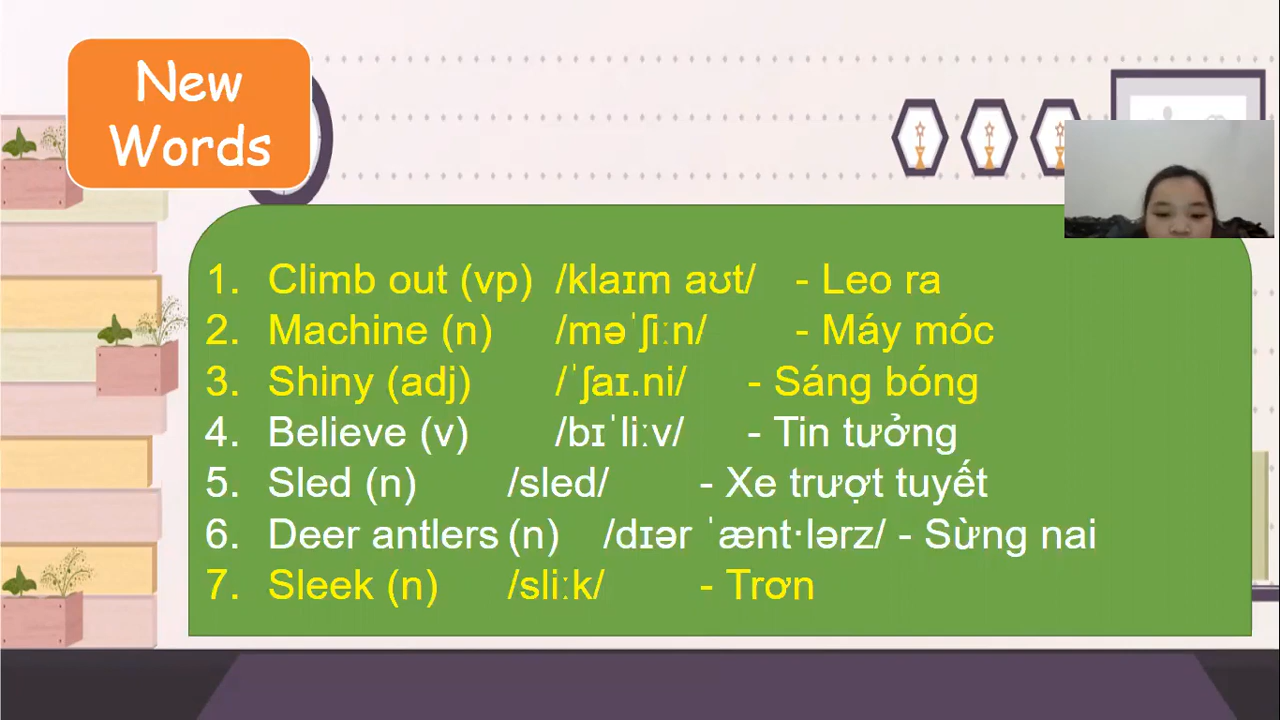 New
Words
1. Climb out (vp) /klaɪm aʊt/ - Leo ra
2. Machine (n) /məˈʃiːn/ - Máy móc
3. Shiny (adj) /ˈʃaɪ.ni/ - Sáng bóng
4. Believe (v) /bɪˈliːv/ - Tin tưởng
5. Sled (n) /sled/ - Xe trượt tuyết
6. Deer antlers (n) /dɪər ˈænt·lərz/ - Sừng nai
7. Sleek (n) /sliːk/ - Trơn